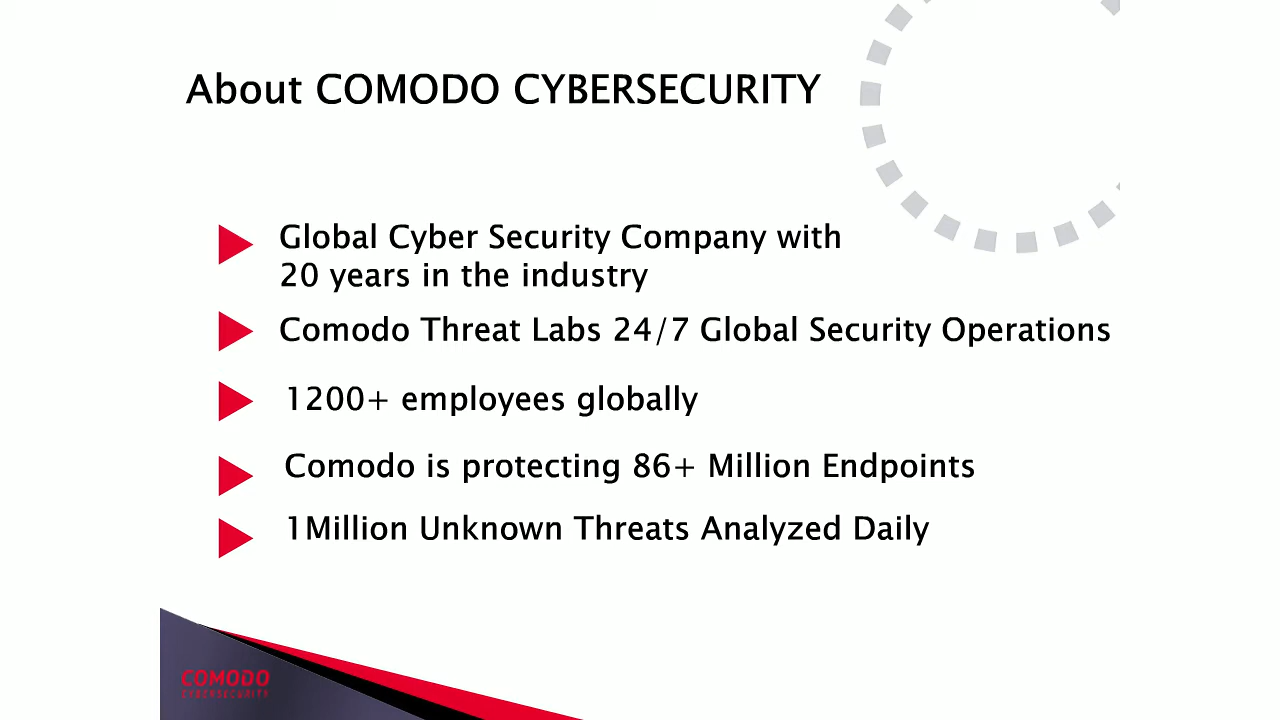 About COMODO CYBERSECURITY
Global Cyber Security Company with
20 years in the industry
Comodo Threat Labs 24/7 Global Security Operations
1200+ employees globally
Comodo is protecting 86+ Million Endpoints
1Million Unknown Threats Analyzed Daily
COMODO
CYBERSECURITY